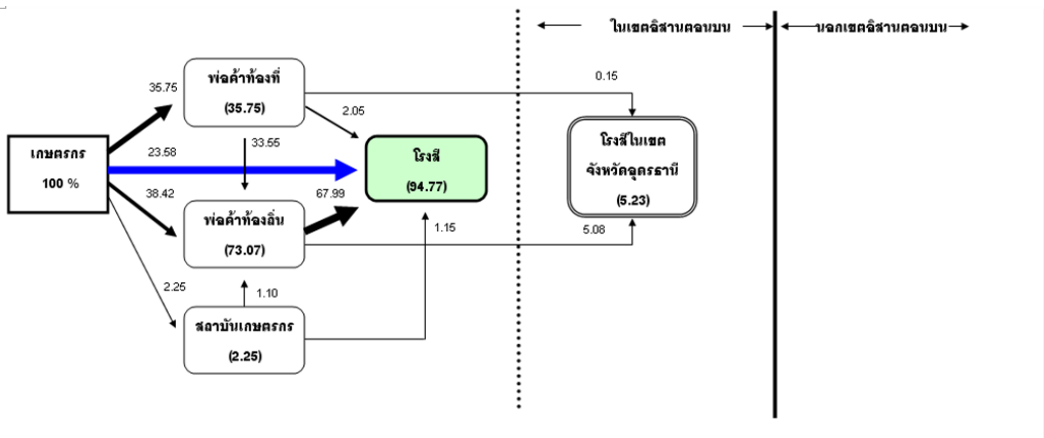 ในเขตอิสานตอนบน
นอกเขตอิสานตอนบน
พ่อค้าท้องที่
(35.75)
35.75
0.15
2.05
เกษตรกร
100 %
23.58
33.55
โรงสี
(94.77)
โรงสีในเขต
จังหวัดอุดรธานี
(5.23)
38.42
67.99
พ่อค้าท้องถิ่น
(73.07)
1.15
5.08
2.25
1.10
สถาบันเกษตรกร
(2.25)